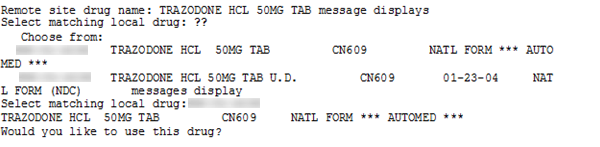 Remote site drug name: TRAZODONE HCL 50MG TAB message displays
Select matching local drug: ??
Choose from:
TRAZODONE HCL  50MG TAB          CN609          NATL FORM *** AUTO
MED ***
TRAZODONE HCL 50MG TAB U.D.      CN609     01-23-04     NAT
L FORM (NDC)     messages display
Select matching local drug:
TRAZODONE HCL  50MG TAB          CN609     NATL FORM *** AUTOMED ***
Would you like to use this drug?